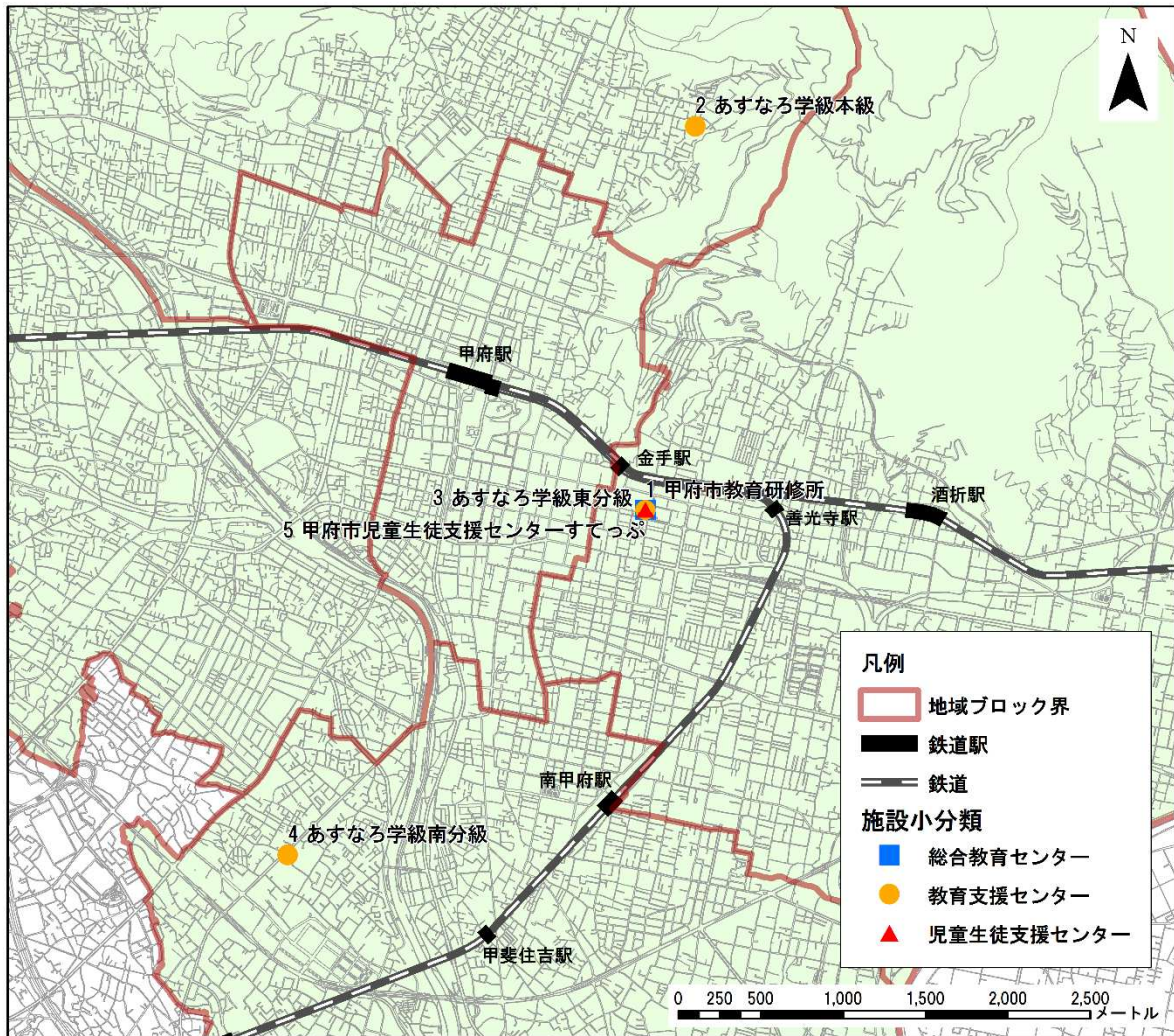 N
2 あすなろ学級本級
甲府駅
金手駅
3 あすなろ学級東分級
1 甲府市教育研修所
酒折駅
善光寺駅
5 甲府市児童生徒支援センターすてっぷ
南甲府駅
4 あすなろ学級南分級
甲斐住吉駅
凡例
地域ブロック界
鉄道駅
鉄道
施設小分類
総合教育センター
教育支援センター
児童生徒支援センター
0 250 500 1,000 1,500 2,000 2,500 メートル